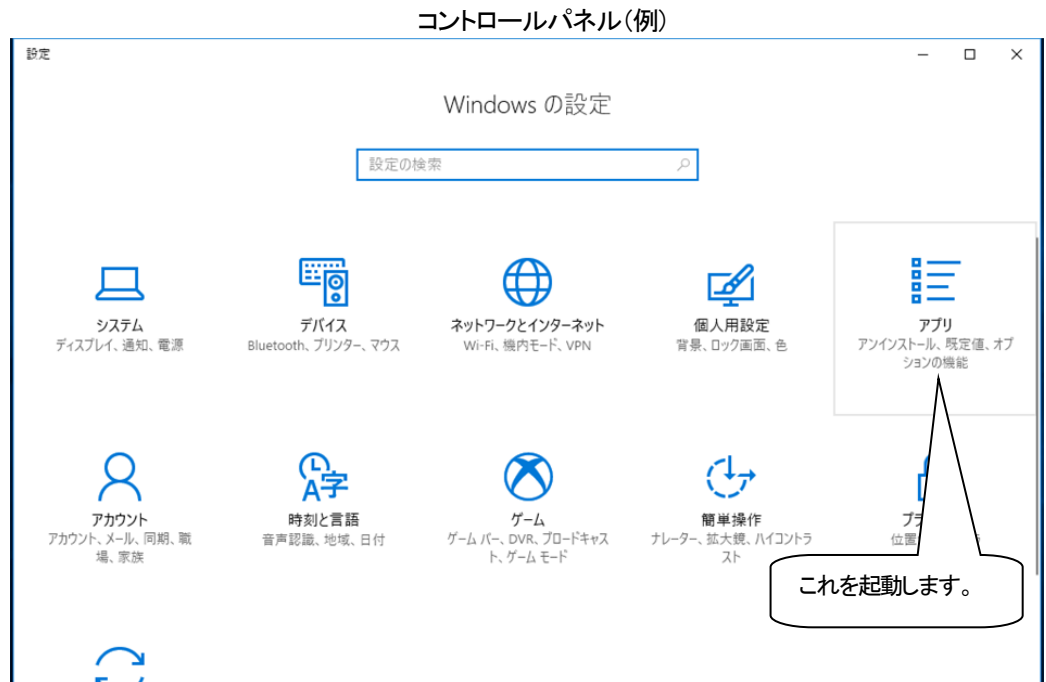 コントロールパネル（例）
設定
Windows の設定
設定の検索
システム
ディスプレイ、通知、電源
デバイス
Bluetooth、プリンター、マウス
ネットワークとインターネット
Wi-Fi、機内モード、VPN
個人用設定
背景、ロック画面、色
アプリ
アンインストール、既定値、オプ
ションの機能
アカウント
アカウント、メール、同期、職
場、家族
時刻と言語
音声認識、地域、日付
ゲーム
ゲーム バー、DVR、ブロードキャス
ト、ゲーム モード
簡単操作
ナレーター、拡大鏡、ハイコントラ
スト
プラ
位置
これを起動します。